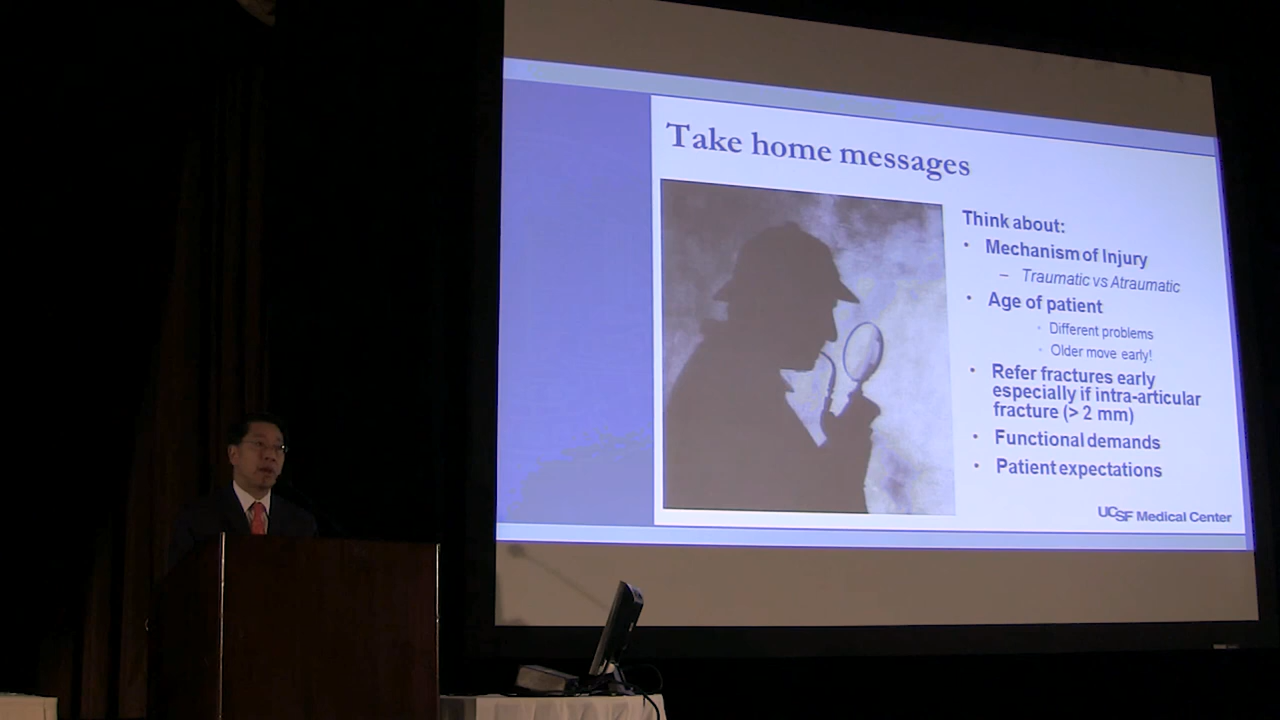 Take home messages
Think about:
• Mechanism of Injury
– Traumatic vs Atraumatic
• Age of patient
• Different problems
• Older move early!
• Refer fractures early
especially if intra-articular
fracture (> 2 mm)
• Functional demands
• Patient expectations
UCSF Medical Center